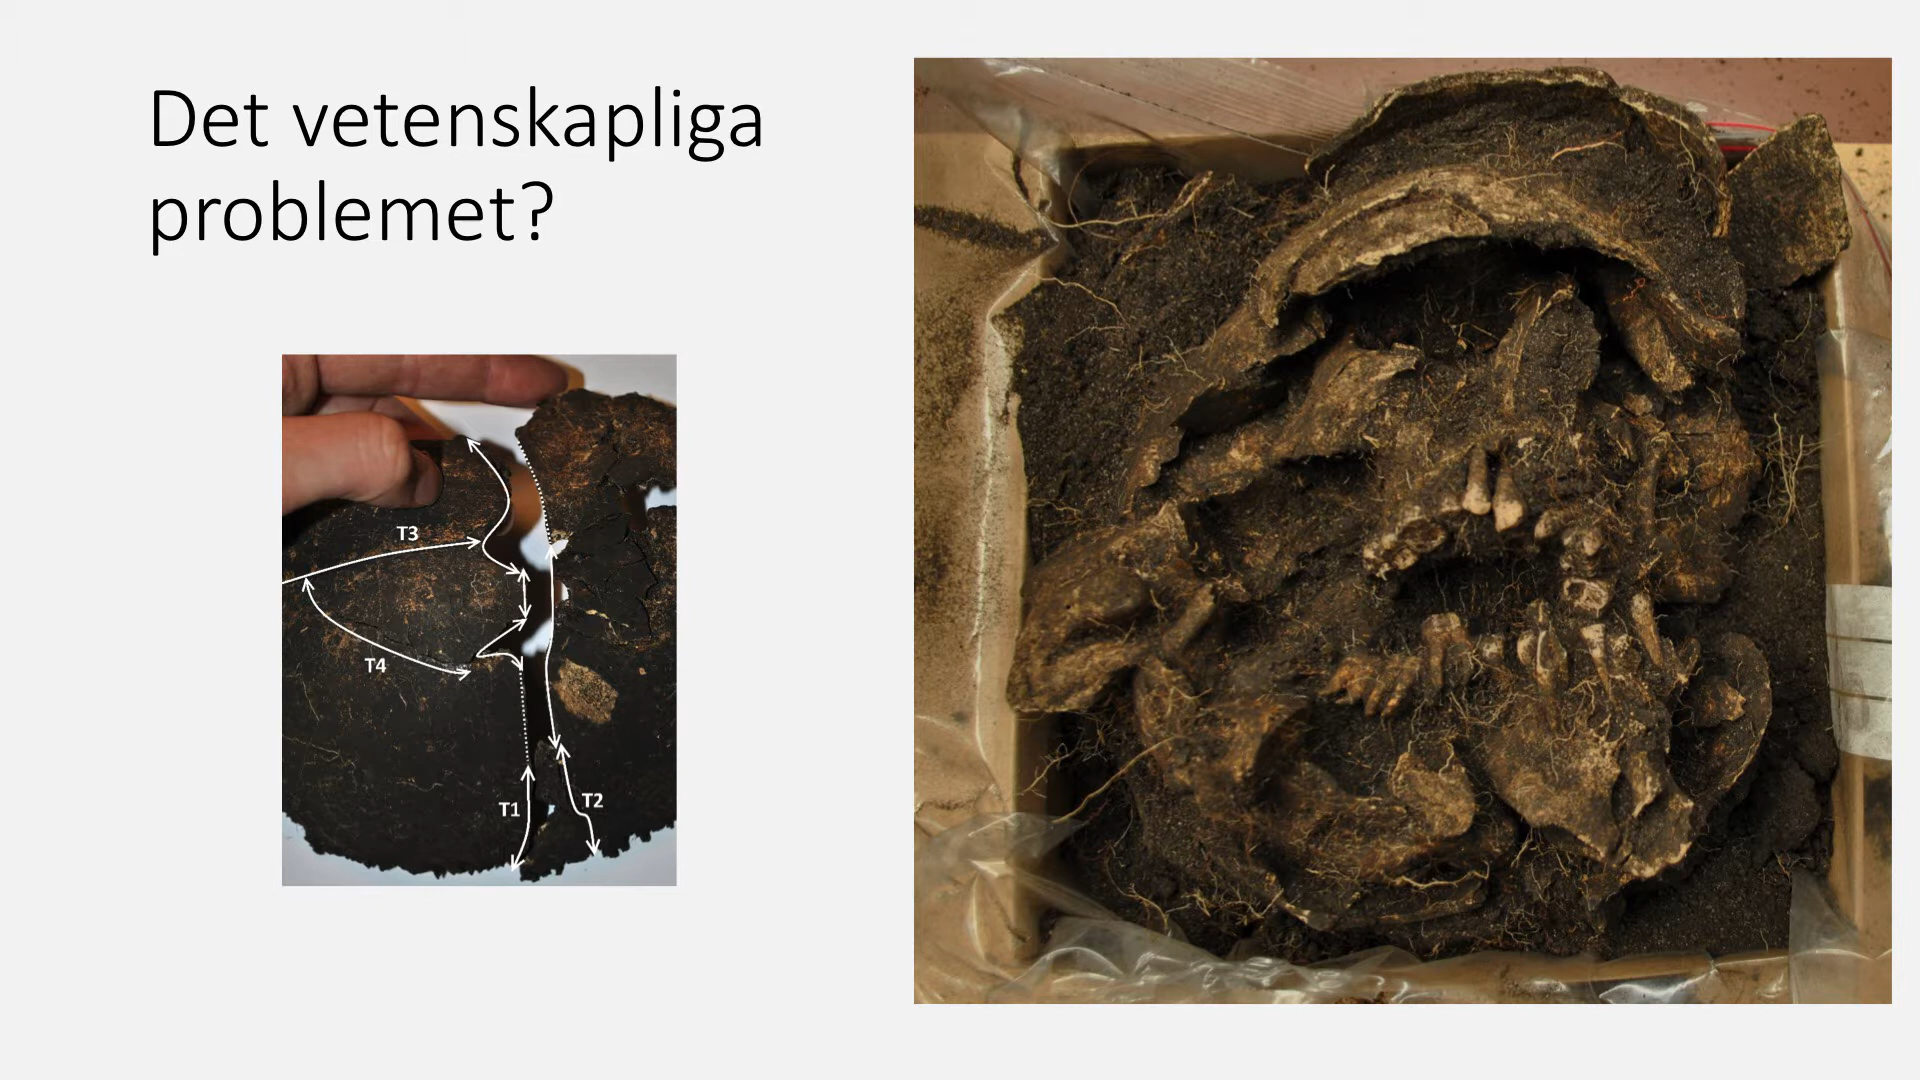 Det vetenskapliga
problemet?
T3
T4
T1
T2